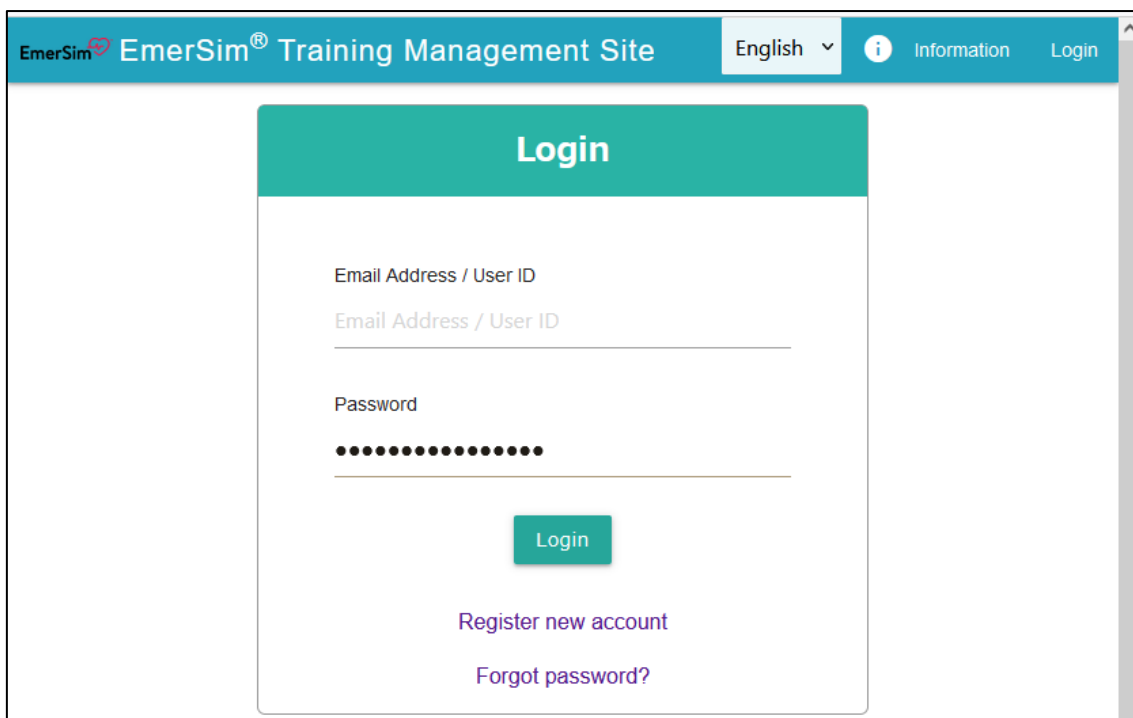 EmerSim EmerSim® Training Management Site English Information Login
Login
Email Address / User ID
Email Address / User ID
Password
Login
Register new account
Forgot password?